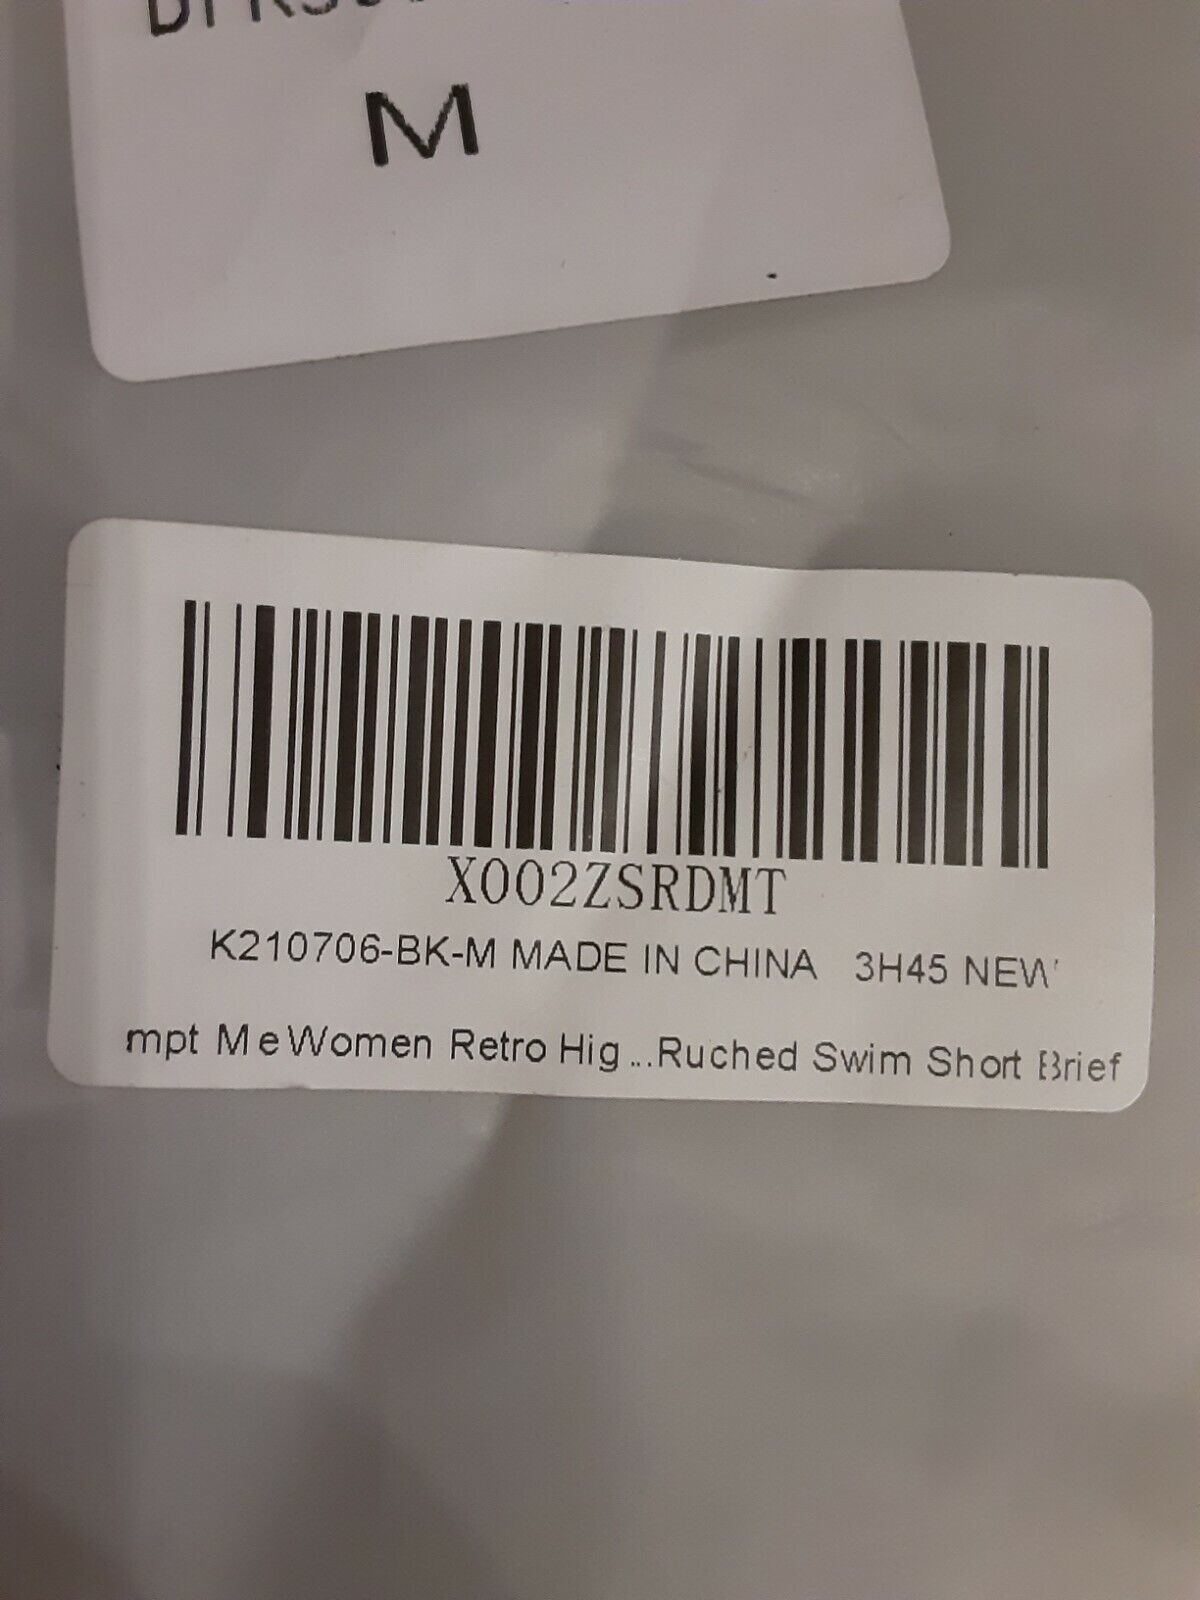 M
X002ZSRDMT
K210706-BK-M MADE IN CHINA 3H45 NEW
mpt Me Women Retro Hig...Ruched Swim Short Brief